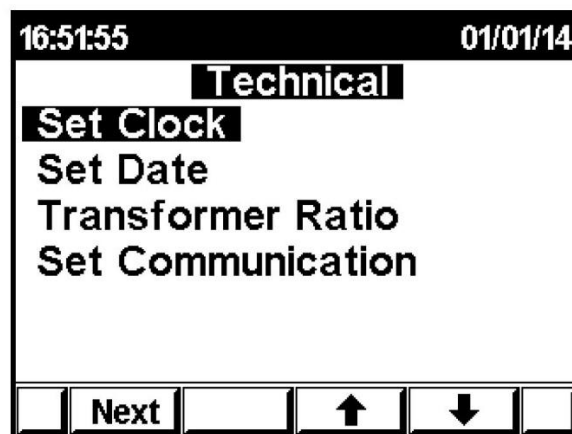 16:51:55 01/01/14
Technical
Set Clock
Set Date
Transformer Ratio
Set Communication
Next ↑ ↓